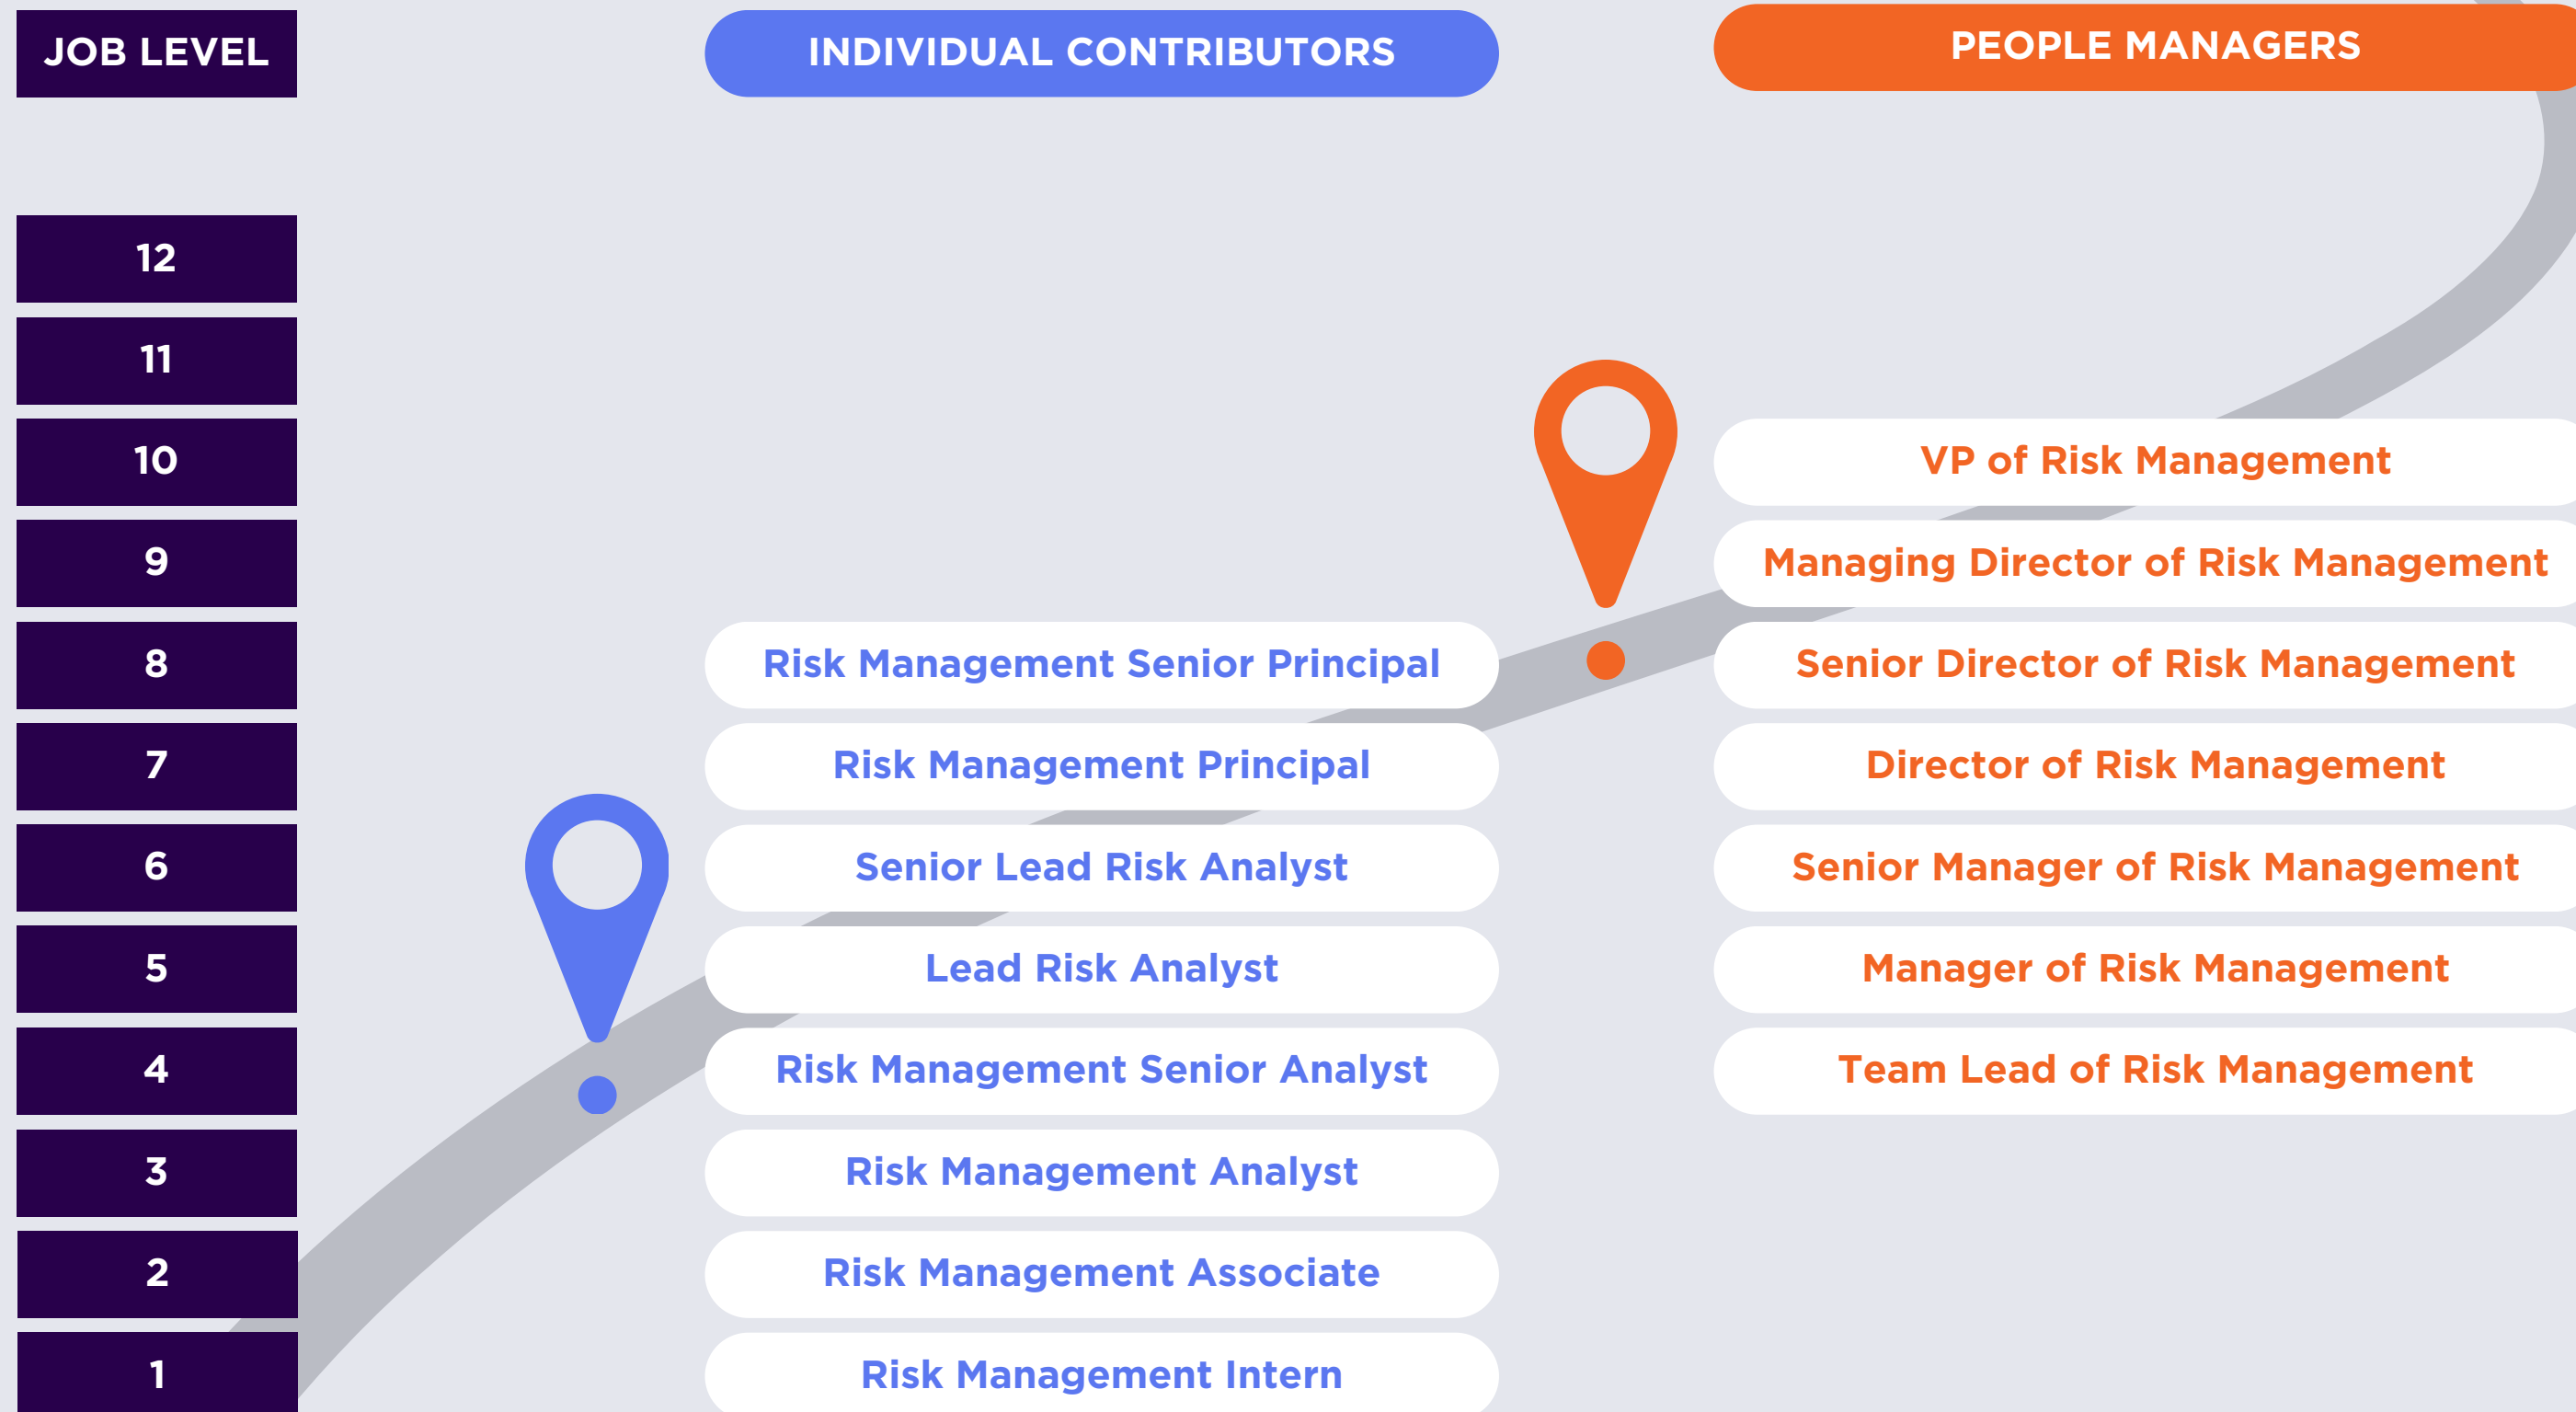 JOB LEVEL
INDIVIDUAL CONTRIBUTORS
PEOPLE MANAGERS
12
11
10
VP of Risk Management
9
Managing Director of Risk Management
8
Risk Management Senior Principal
Senior Director of Risk Management
7
Risk Management Principal
Director of Risk Management
6
Senior Lead Risk Analyst
Senior Manager of Risk Management
5
Lead Risk Analyst
Manager of Risk Management
4
Risk Management Senior Analyst
Team Lead of Risk Management
3
Risk Management Analyst
2
Risk Management Associate
1
Risk Management Intern